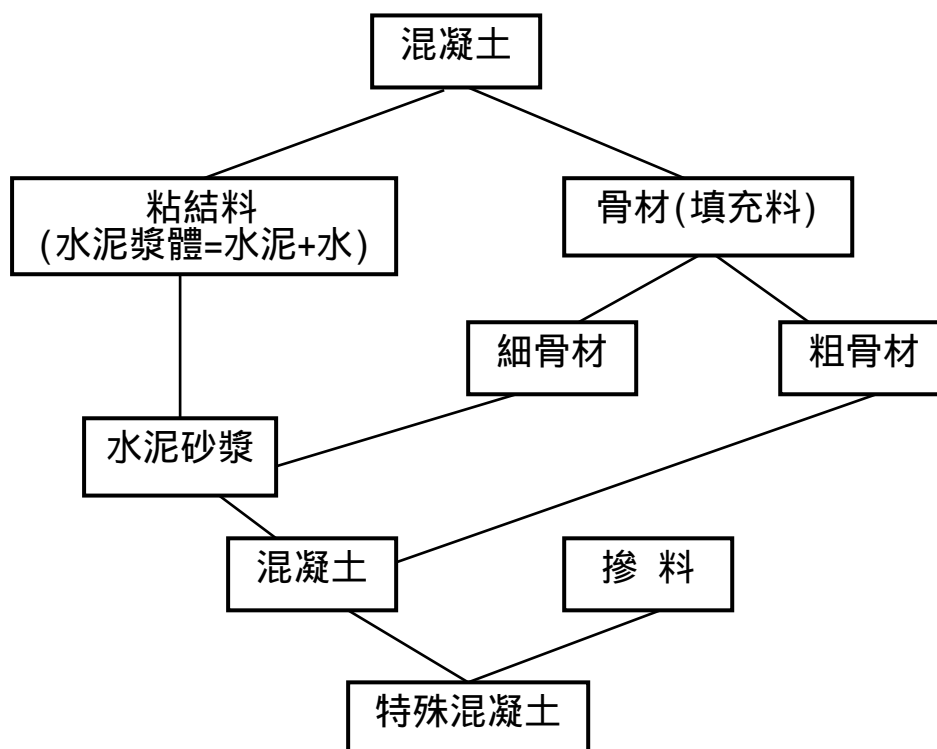 混凝土
粘結料
(水泥漿體=水泥+水)
骨材(填充料)
細骨材
粗骨材
水泥砂漿
混凝土
摻 料
特殊混凝土